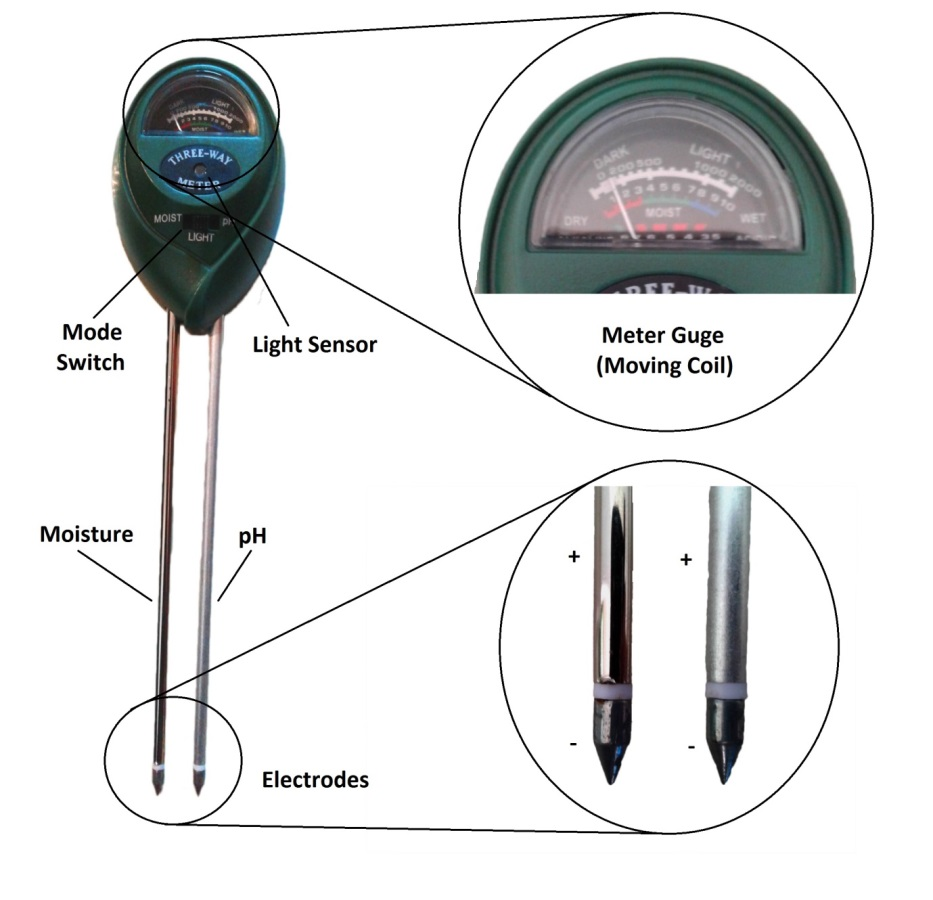 DARK LIGHT
0 200 500 1000 2000
1 2 3 4 5 6 7 8 9 10
DRY MOIST WET
THREE-WAY
METER
MOIST pH
LIGHT
Mode
Switch
Light Sensor
Meter Guge
(Moving Coil)
Moisture
pH
+ +
- -
Electrodes